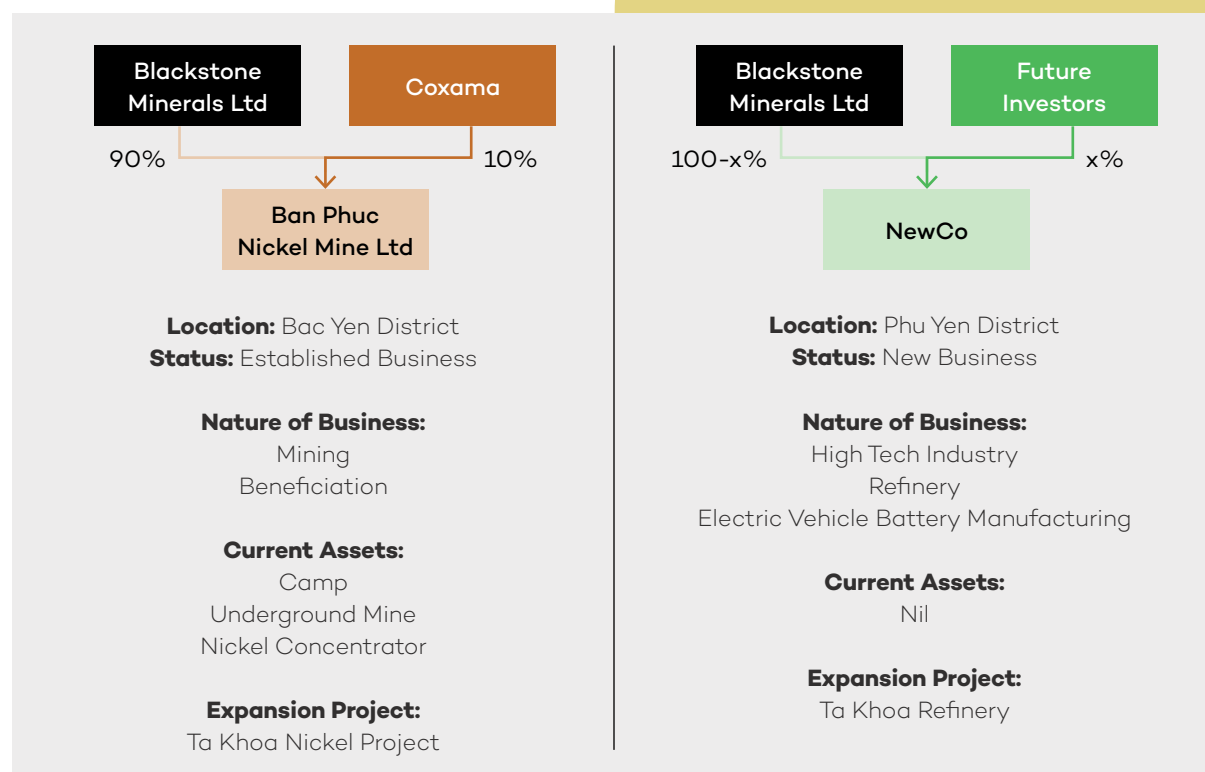 Blackstone
Minerals Ltd
Coxama
90%
10%
Ban Phuc
Nickel Mine Ltd
Location: Bac Yen District
Status: Established Business
Nature of Business:
Mining
Beneficiation
Current Assets:
Camp
Underground Mine
Nickel Concentrator
Expansion Project:
Ta Khoa Nickel Project
Blackstone
Minerals Ltd
Future
Investors
100-x%
x%
NewCo
Location: Phu Yen District
Status: New Business
Nature of Business:
High Tech Industry
Refinery
Electric Vehicle Battery Manufacturing
Current Assets:
Nil
Expansion Project:
Ta Khoa Refinery